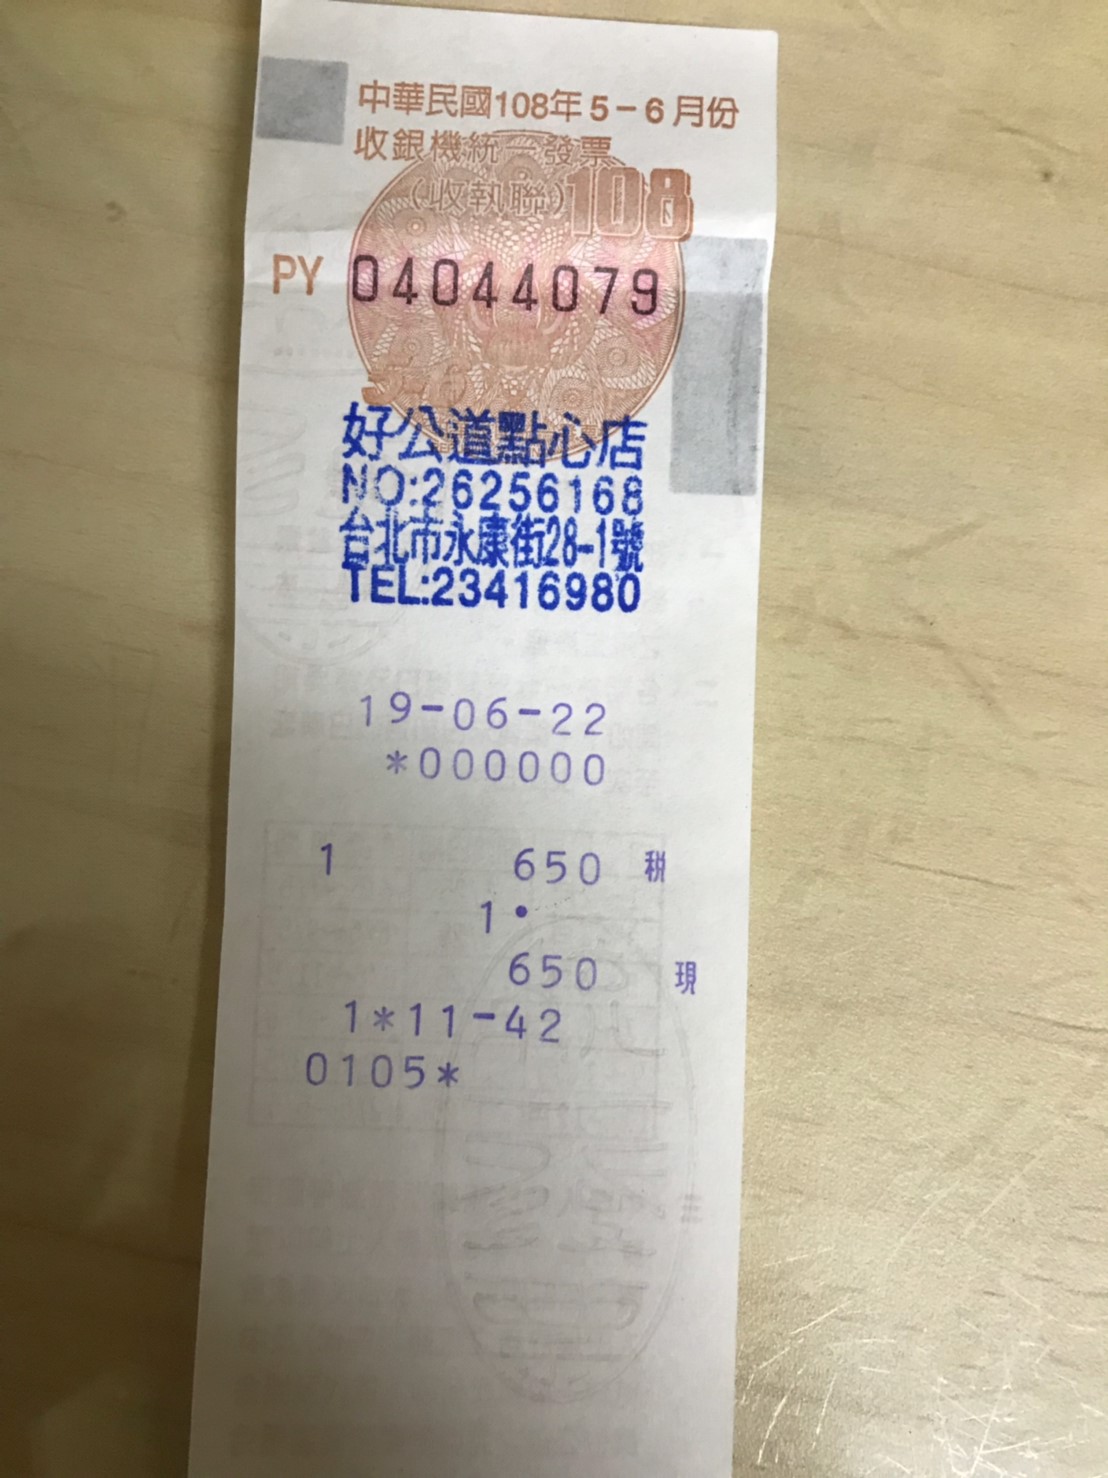 中華民國108年5-6月份
收銀機統一發票
(收執聯)108
PY 04044079
好公道點心店
NO:26256168
台北市永康街28-1號
TEL:23416980
19-06-22
*000000
1 650 税
1•
650 現
1*11-42
0105*